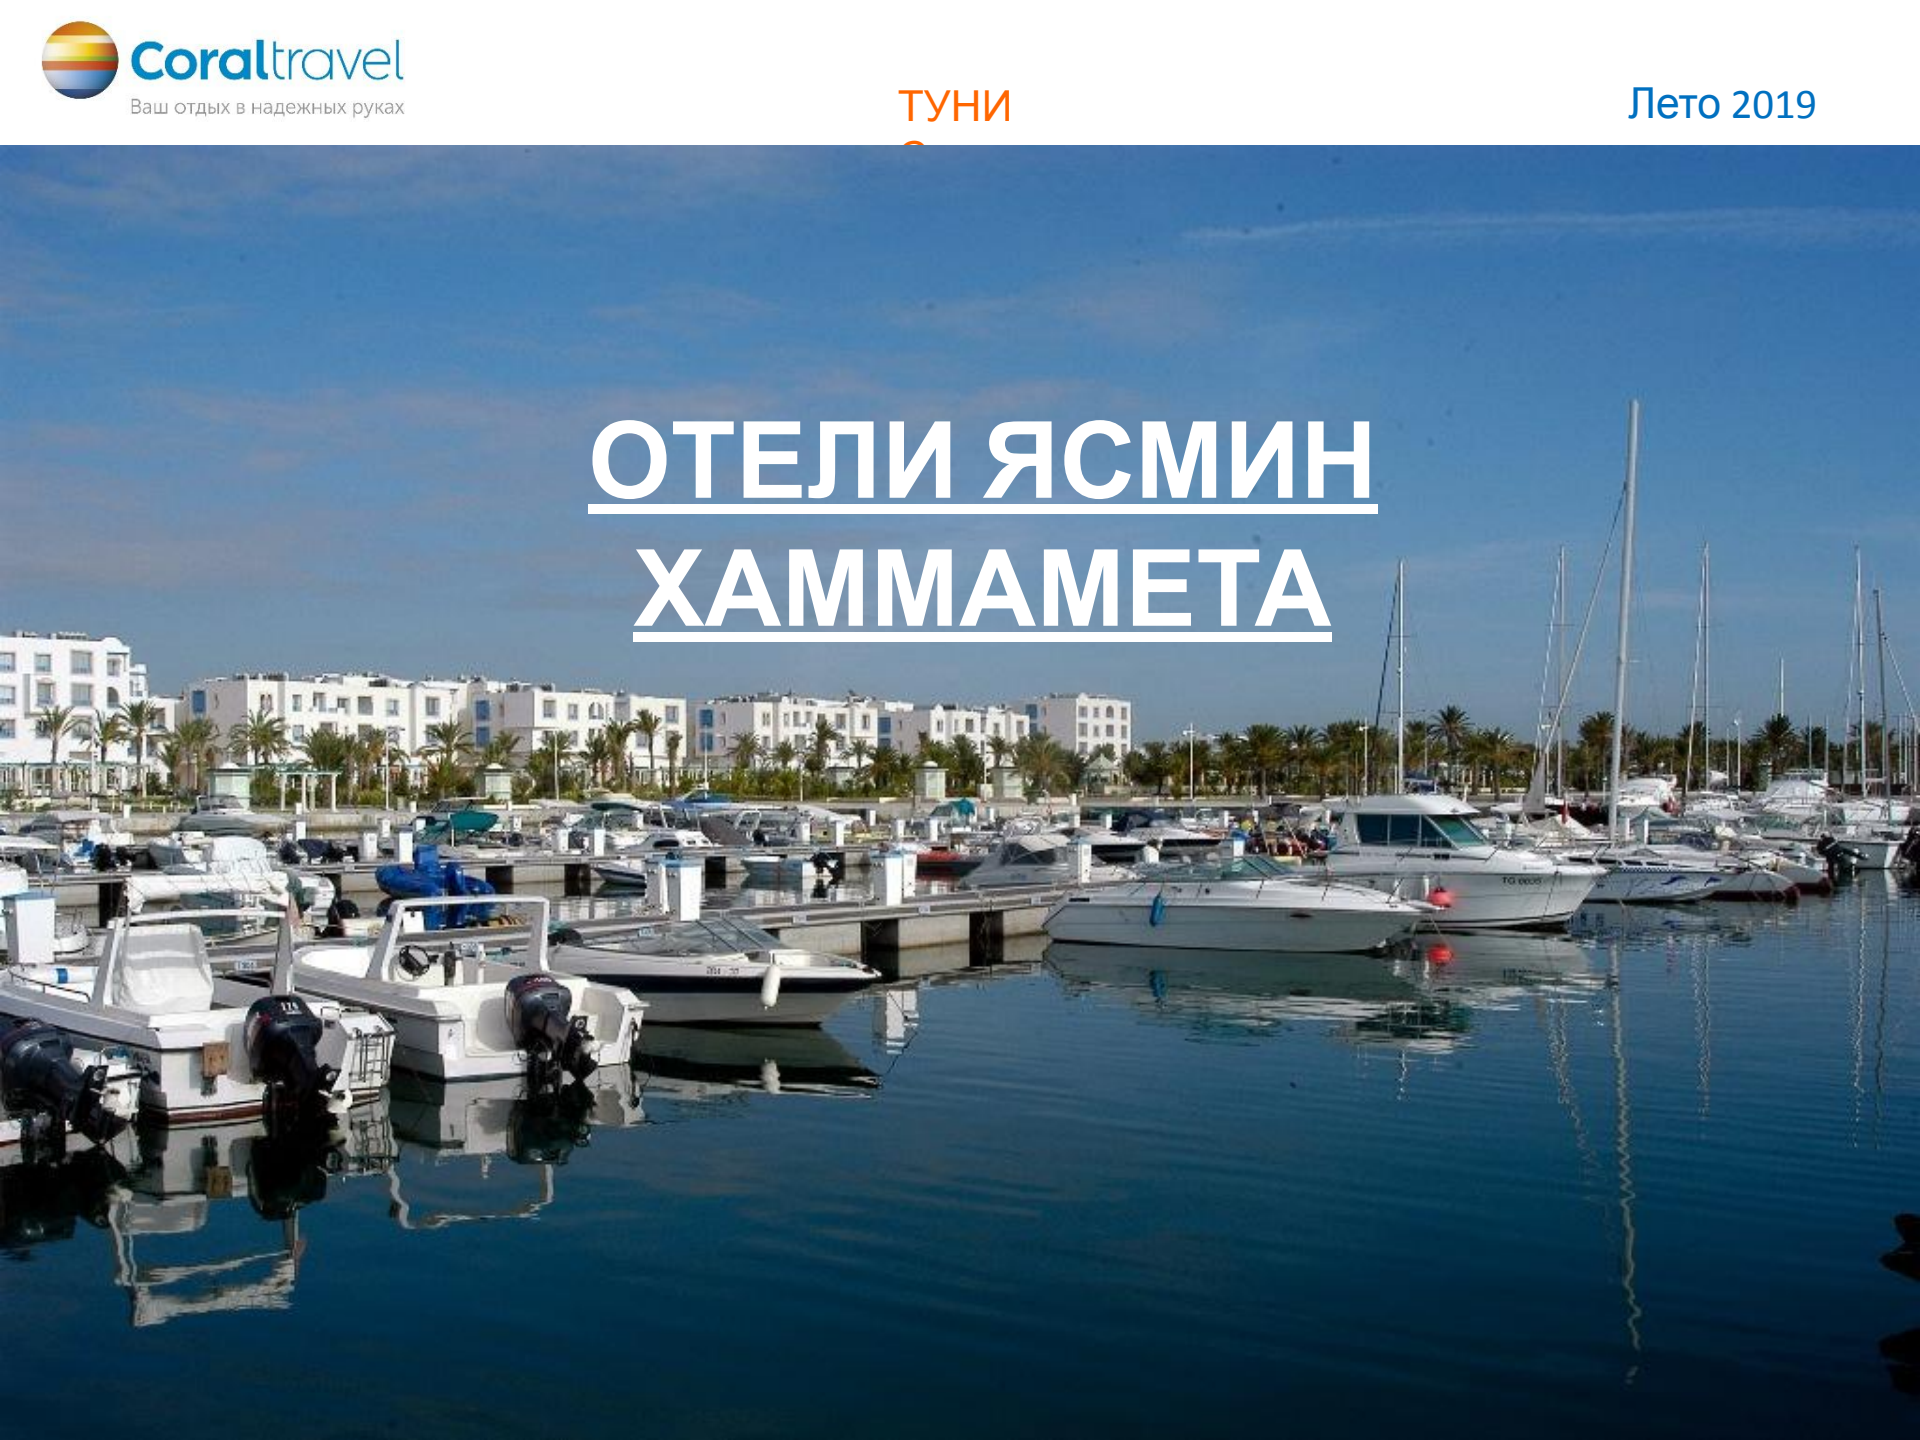 Coraltravel
Ваш отдых в надежных руках
ТУНИ
Лето 2019
ОТЕЛИ ЯСМИН
ХАММАМЕТА